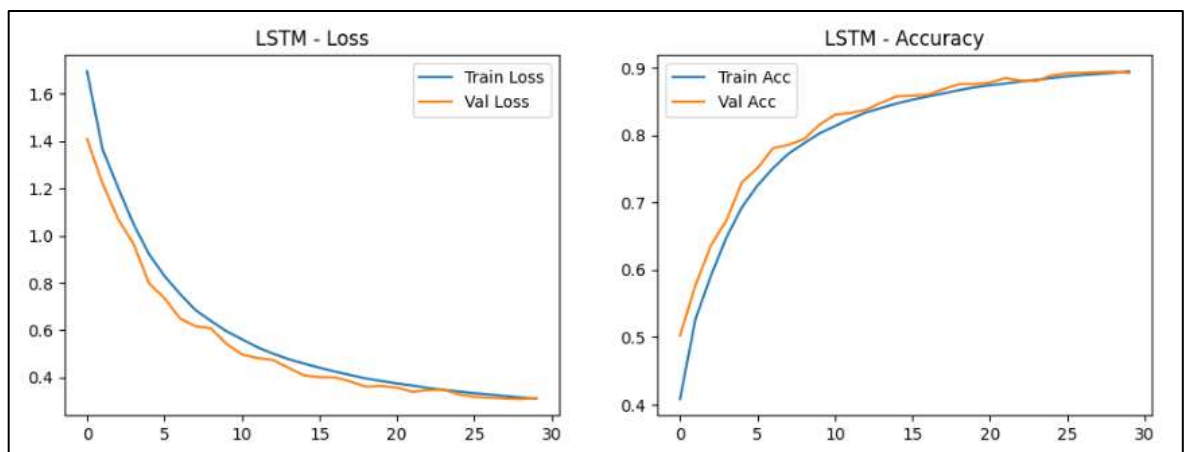 LSTM - Loss
Train Loss
Val Loss
1.6
1.4
1.2
1.0
0.8
0.6
0.4
0 5 10 15 20 25 30
LSTM - Accuracy
Train Acc
Val Acc
0.9
0.8
0.7
0.6
0.5
0.4
0 5 10 15 20 25 30